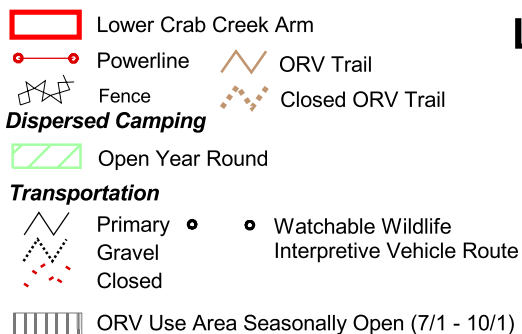 Lower Crab Creek Arm
L
Powerline
ORV Trail
Fence
Closed ORV Trail
Dispersed Camping
Open Year Round
Transportation
Primary
Watchable Wildlife
Interpretive Vehicle Route
Gravel
Closed
ORV Use Area Seasonally Open (7/1 - 10/1)